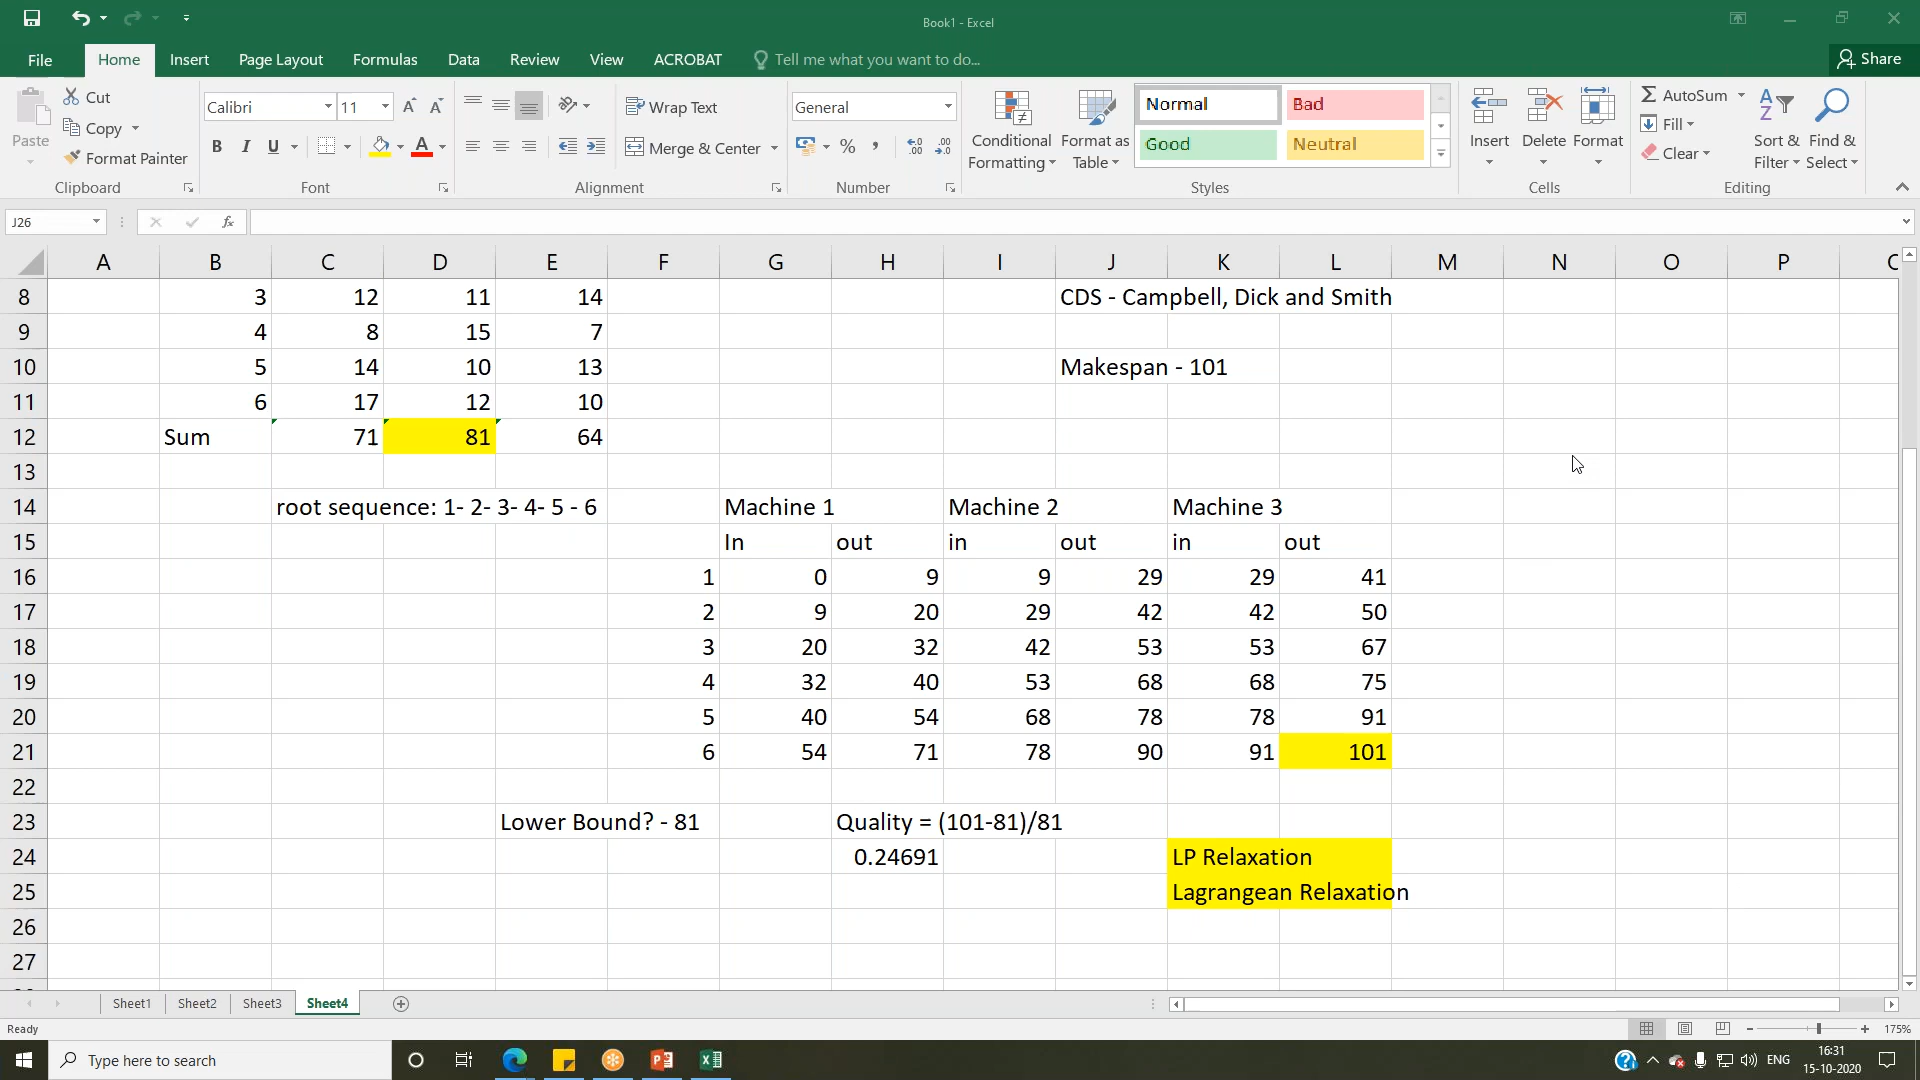 Book1 - Excel
File Home Insert Page Layout Formulas Data Review View ACROBAT Tell me what you want to do... Share
Paste
Cut
Copy
Format Painter
Calibri 11
B I U
Wrap Text
Merge & Center
General
Conditional Formatting
Format as Table
Normal Bad
Good Neutral
Insert Delete Format
AutoSum
Fill
Clear
Sort & Filter
Find & Select
Clipboard Font Alignment Number Styles Cells Editing
J26 fx
A B C D E F G H I J K L M N O P
8 3 12 11 14 CDS - Campbell, Dick and Smith
9 4 8 15 7
10 5 14 10 13 Makespan - 101
11 6 17 12 10
12 Sum 71 81 64
13
14 root sequence: 1- 2- 3- 4- 5 - 6 Machine 1 Machine 2 Machine 3
15 In out in out in out
16 1 0 9 9 29 29 41
17 2 9 20 29 42 42 50
18 3 20 32 42 53 53 67
19 4 32 40 53 68 68 75
20 5 40 54 68 78 78 91
21 6 54 71 78 90 91 101
22
23 Lower Bound? - 81 Quality = (101-81)/81
24 0.24691 LP Relaxation
25 Lagrangean Relaxation
26
27
Sheet1 Sheet2 Sheet3 Sheet4
Ready 175%
Type here to search
ENG
16:31
15-10-2020